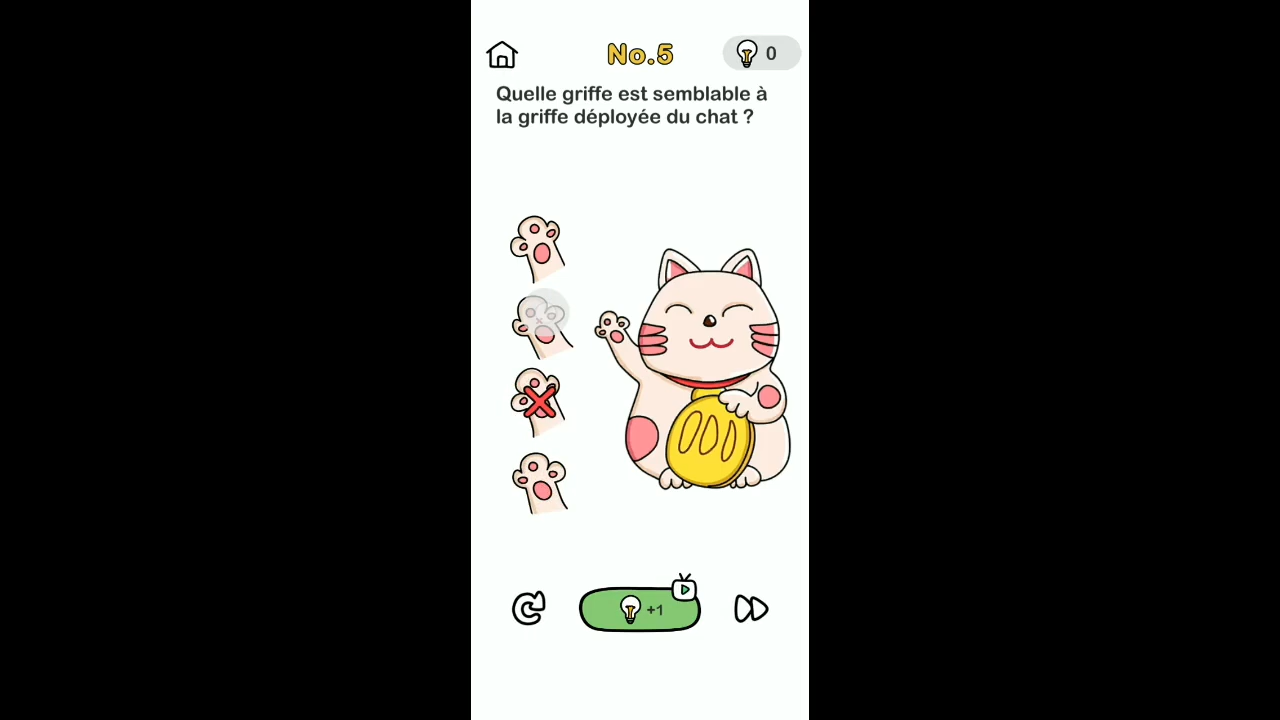 No.5
0
Quelle griffe est semblable à
la griffe déployée du chat ?
+1